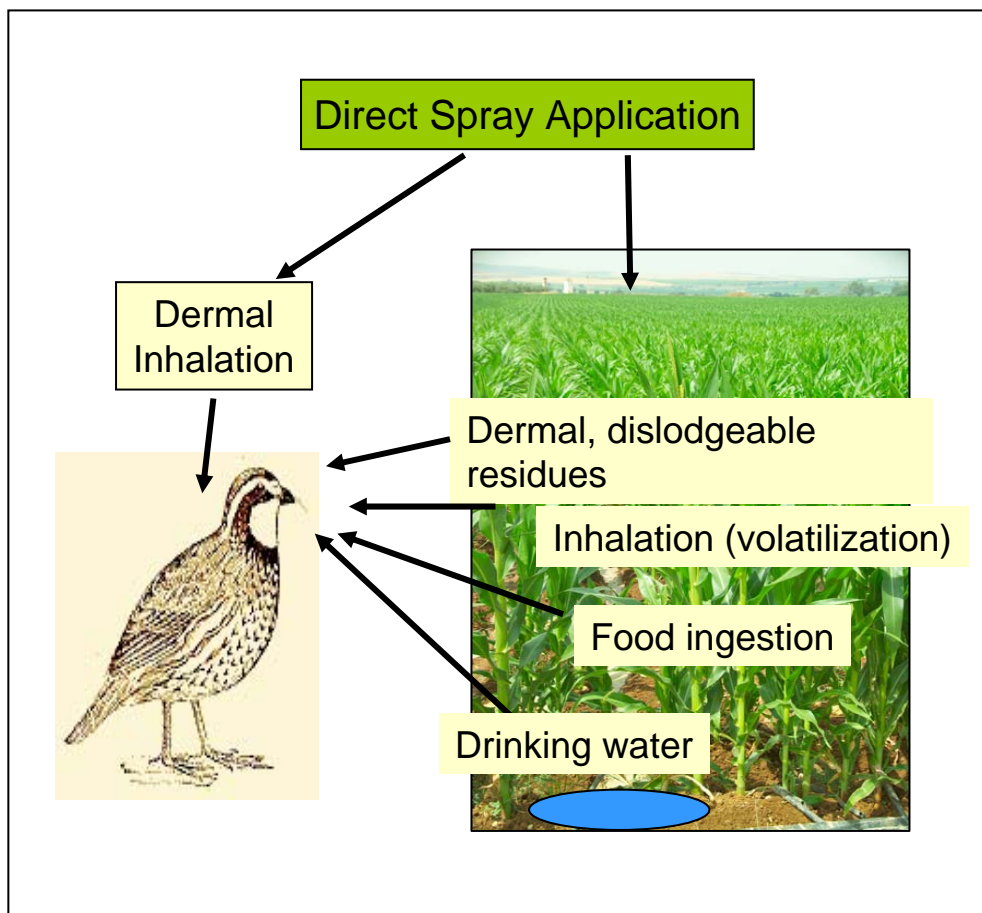 Direct Spray Application
Dermal
Inhalation
Dermal, dislodgeable
residues
Inhalation (volatilization)
Food ingestion
Drinking water